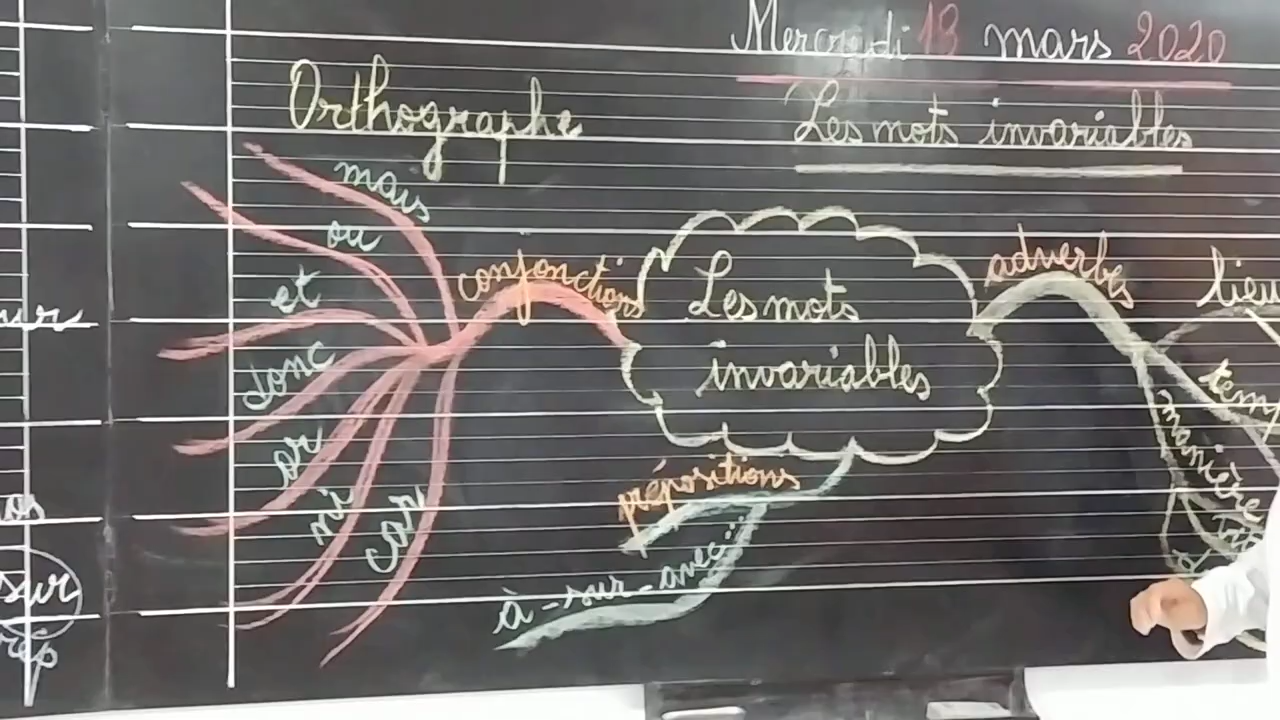 Mercredi 18 mars 2020
Orthographe
Les mots invariables
mais
ou
et
donc
or
ni
car
conjonctions
Les mots
invariables
prépositions
à - sur - avec...
adverbes
lieu
manière
sur